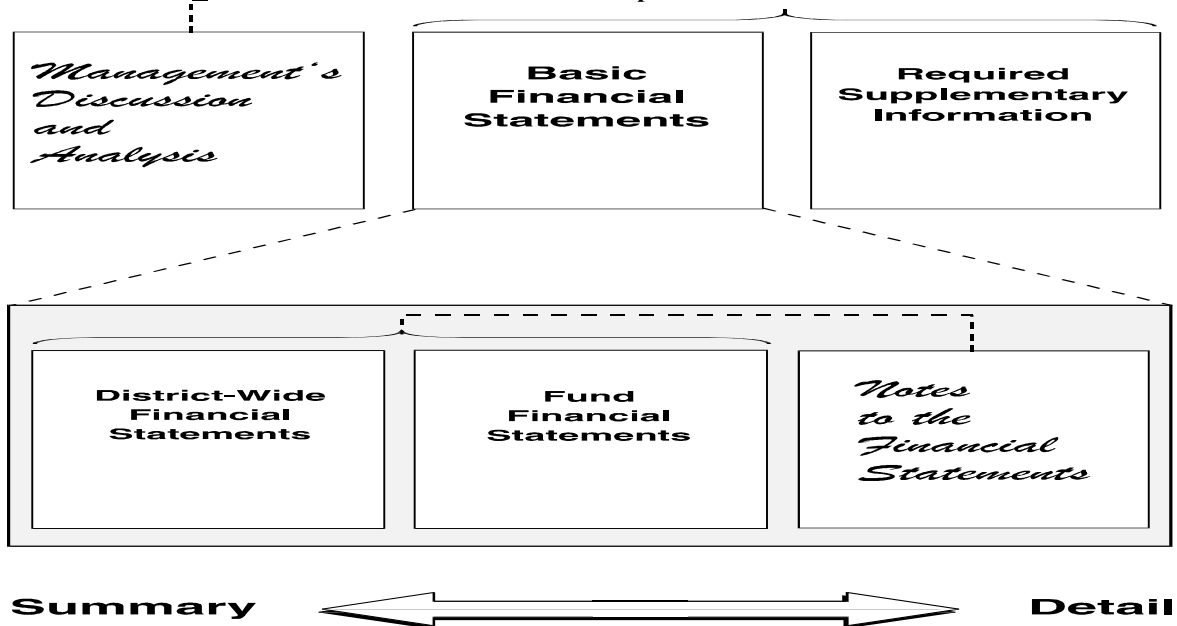 Management's
Discussion
and
Analysis
Basic
Financial
Statements
Required
Supplementary
Information
District-Wide
Financial
Statements
Fund
Financial
Statements
Notes
to the
Financial
Statements
Summary
Detail